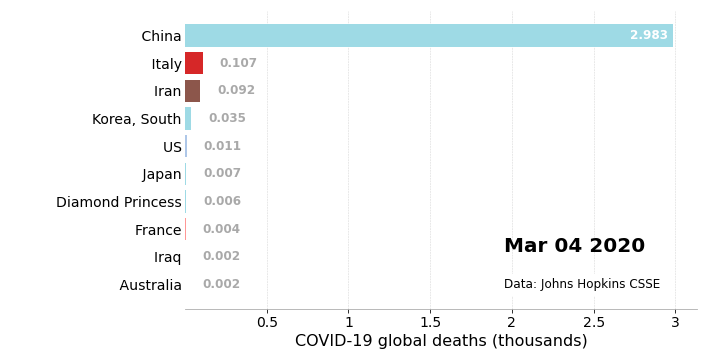 China 2.983
Italy 0.107
Iran 0.092
Korea, South 0.035
US 0.011
Japan 0.007
Diamond Princess 0.006
France 0.004
Iraq 0.002
Australia 0.002
Mar 04 2020
Data: Johns Hopkins CSSE
0.5 1 1.5 2 2.5 3
COVID-19 global deaths (thousands)